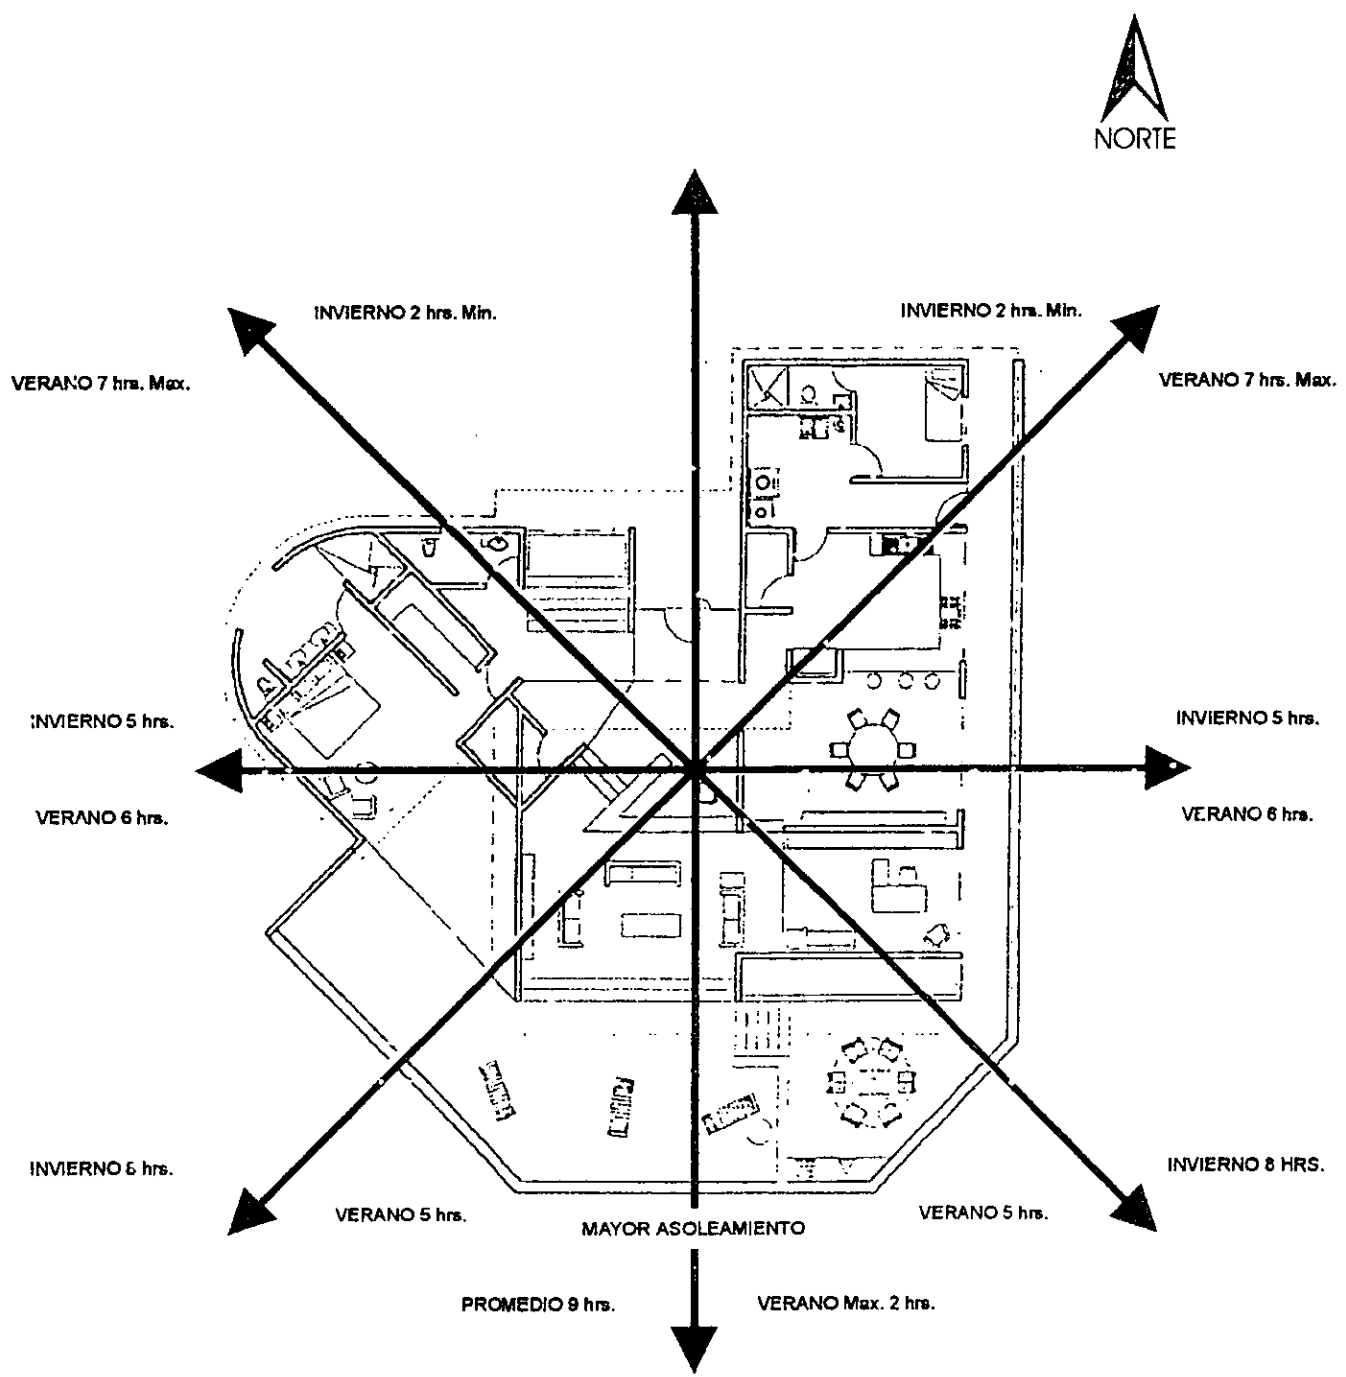 NORTE
INVIERNO 2 hrs. Min.
INVIERNO 2 hrs. Min.
VERANO 7 hrs. Max.
VERANO 7 hrs. Max.
INVIERNO 5 hrs.
INVIERNO 5 hrs.
VERANO 6 hrs.
VERANO 6 hrs.
INVIERNO hrs.
INVIERNO 8 HRS.
VERANO 5 hrs.
VERANO 5 hrs.
MAYOR ASOLEAMIENTO
PROMEDIO 9 hrs.
VERANO Max. 2 hrs.